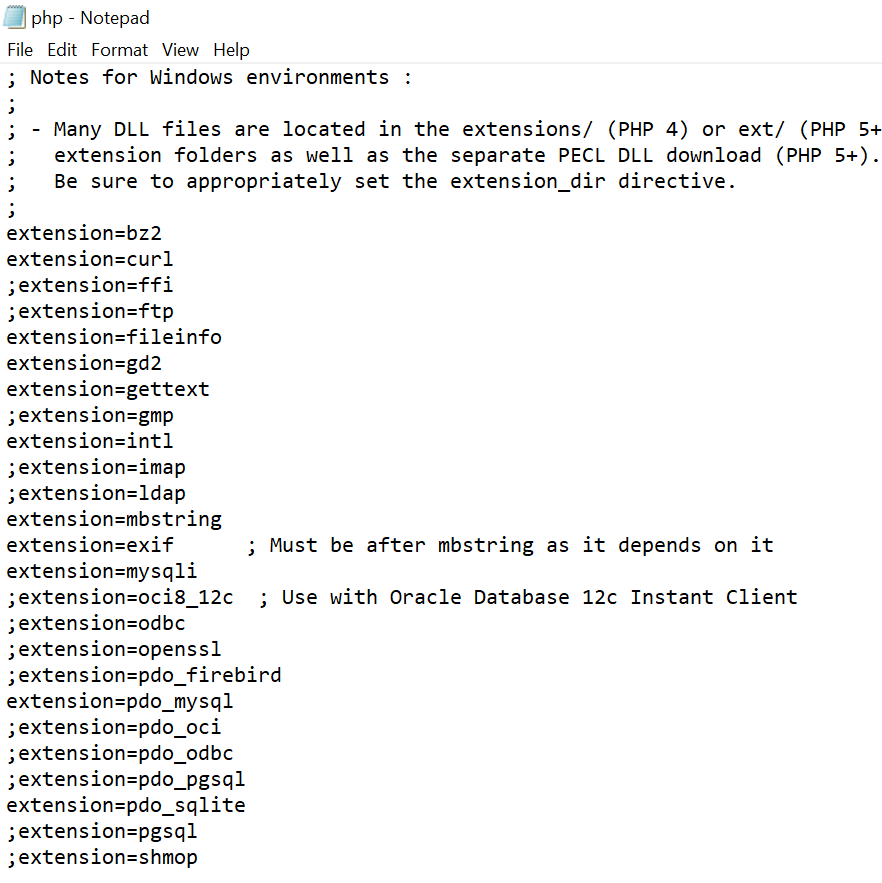 php - Notepad
File Edit Format View Help
; Notes for Windows environments :
;
; - Many DLL files are located in the extensions/ (PHP 4) or ext/ (PHP 5+
;   extension folders as well as the separate PECL DLL download (PHP 5+).
;   Be sure to appropriately set the extension_dir directive.
;
extension=bz2
extension=curl
;extension=ffi
;extension=ftp
extension=fileinfo
extension=gd2
extension=gettext
;extension=gmp
extension=intl
;extension=imap
;extension=ldap
extension=mbstring
extension=exif      ; Must be after mbstring as it depends on it
extension=mysqli
;extension=oci8_12c  ; Use with Oracle Database 12c Instant Client
;extension=odbc
;extension=openssl
;extension=pdo_firebird
extension=pdo_mysql
;extension=pdo_oci
;extension=pdo_odbc
;extension=pdo_pgsql
extension=pdo_sqlite
;extension=pgsql
;extension=shmop